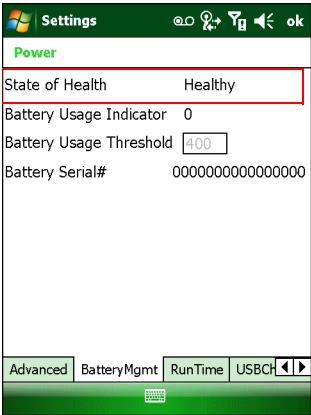 Settings ok
Power
State of Health Healthy
Battery Usage Indicator 0
Battery Usage Threshold 400
Battery Serial# 0000000000000000
Advanced BatteryMgmt RunTime USBCh